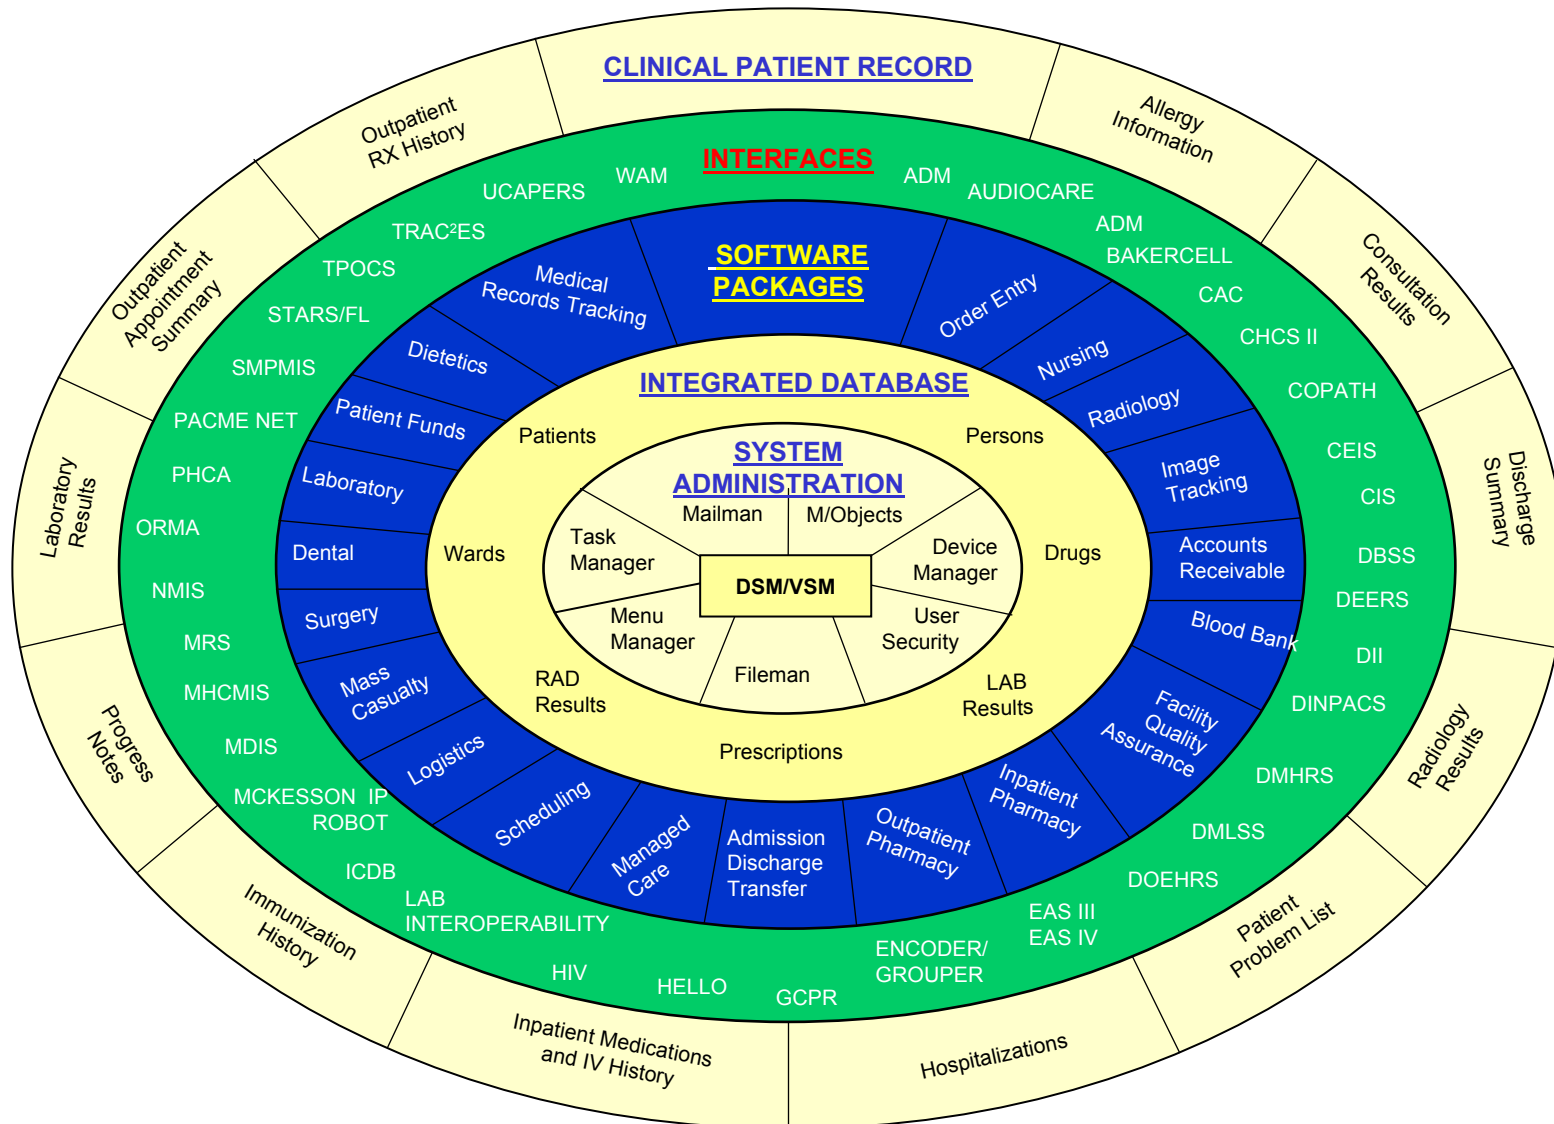 CLINICAL PATIENT RECORD
Allergy
Information
Consultation
Results
Discharge
Summary
Radiology
Results
Patient
Problem List
Hospitalizations
Inpatient Medications
and IV History
Immunization
History
Progress
Notes
Laboratory
Results
Outpatient
Appointment
Summary
Outpatient
RX History
INTERFACES
ADM
AUDIOCARE
ADM
BAKERCELL
CAC
CHCS II
COPATH
CEIS
CIS
DBSS
DEERS
DII
DINPACS
DMHRS
DMLSS
DOEHRS
EAS III
EAS IV
ENCODER/
GROUPER
GCPR
HELLO
HIV
LAB
INTEROPERABILITY
ICDB
MCKESSON IP
ROBOT
MDIS
MHCMIS
MRS
NMIS
ORMA
PHCA
PACME NET
SMPMIS
STARS/FL
TPOCS
TRAC²ES
UCAPERS
WAM
SOFTWARE
PACKAGES
Order Entry
Nursing
Radiology
Image
Tracking
Accounts
Receivable
Blood Bank
Facility
Quality
Assurance
Inpatient
Pharmacy
Outpatient
Pharmacy
Admission
Discharge
Transfer
Managed
Care
Scheduling
Logistics
Mass
Casualty
Surgery
Dental
Laboratory
Patient Funds
Dietetics
Medical
Records Tracking
INTEGRATED DATABASE
Persons
Drugs
LAB
Results
Prescriptions
RAD
Results
Wards
Patients
SYSTEM
ADMINISTRATION
Mailman
M/Objects
Device
Manager
User
Security
Fileman
Menu
Manager
Task
Manager
DSM/VSM